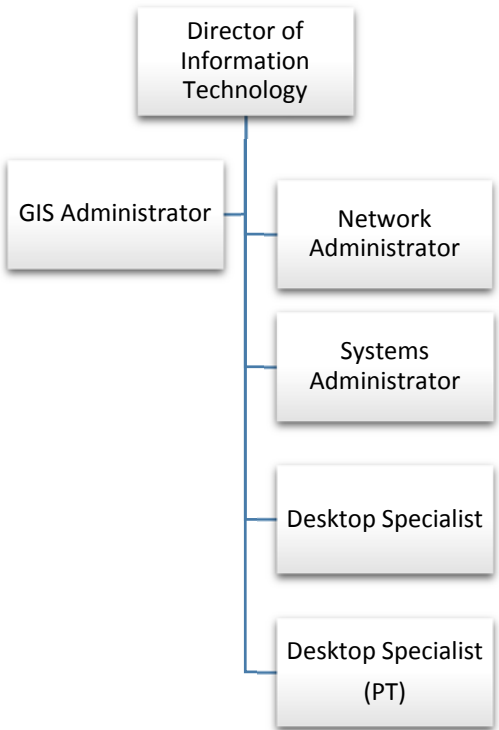 Director of
Information
Technology
GIS Administrator
Network
Administrator
Systems
Administrator
Desktop Specialist
Desktop Specialist
(PT)